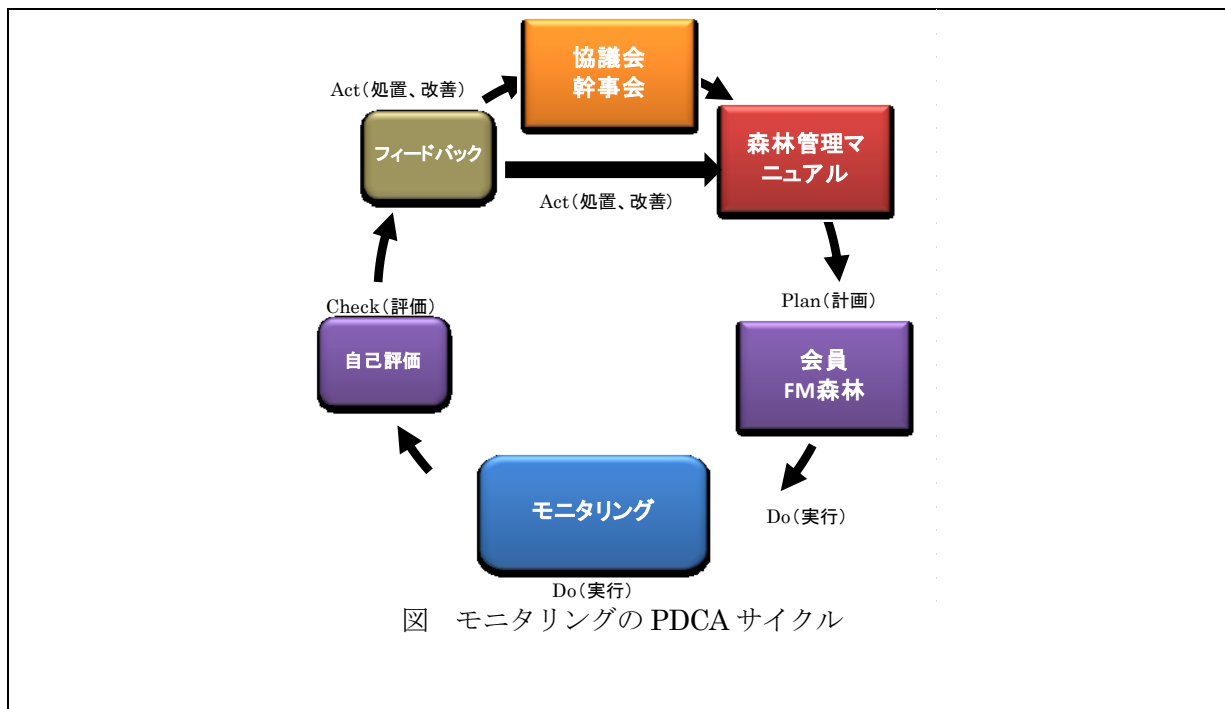 協議会
幹事会
Act(処置、改善)
フィードバック
森林管理マ
ニュアル
Act(処置、改善)
Plan(計画)
Check(評価)
自己評価
会員
FM森林
モニタリング
Do(実行)
Do(実行)
図　モニタリングの PDCA サイクル